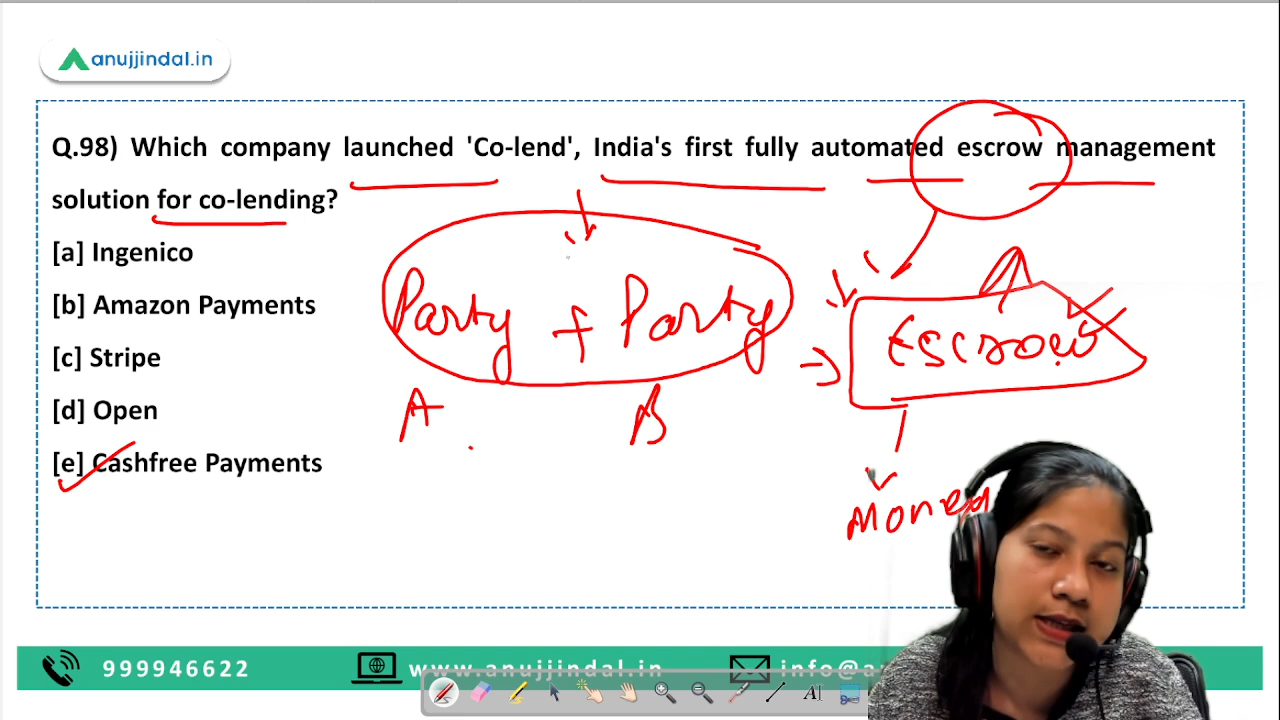 anujjindal.in
Q.98) Which company launched 'Co-lend', India's first fully automated escrow management
solution for co-lending?
[a] Ingenico
[b] Amazon Payments
[c] Stripe
[d] Open
[e] Cashfree Payments
Party + Party
A B
Escrow
Money
999946622
www.anujjindal.in
info@a